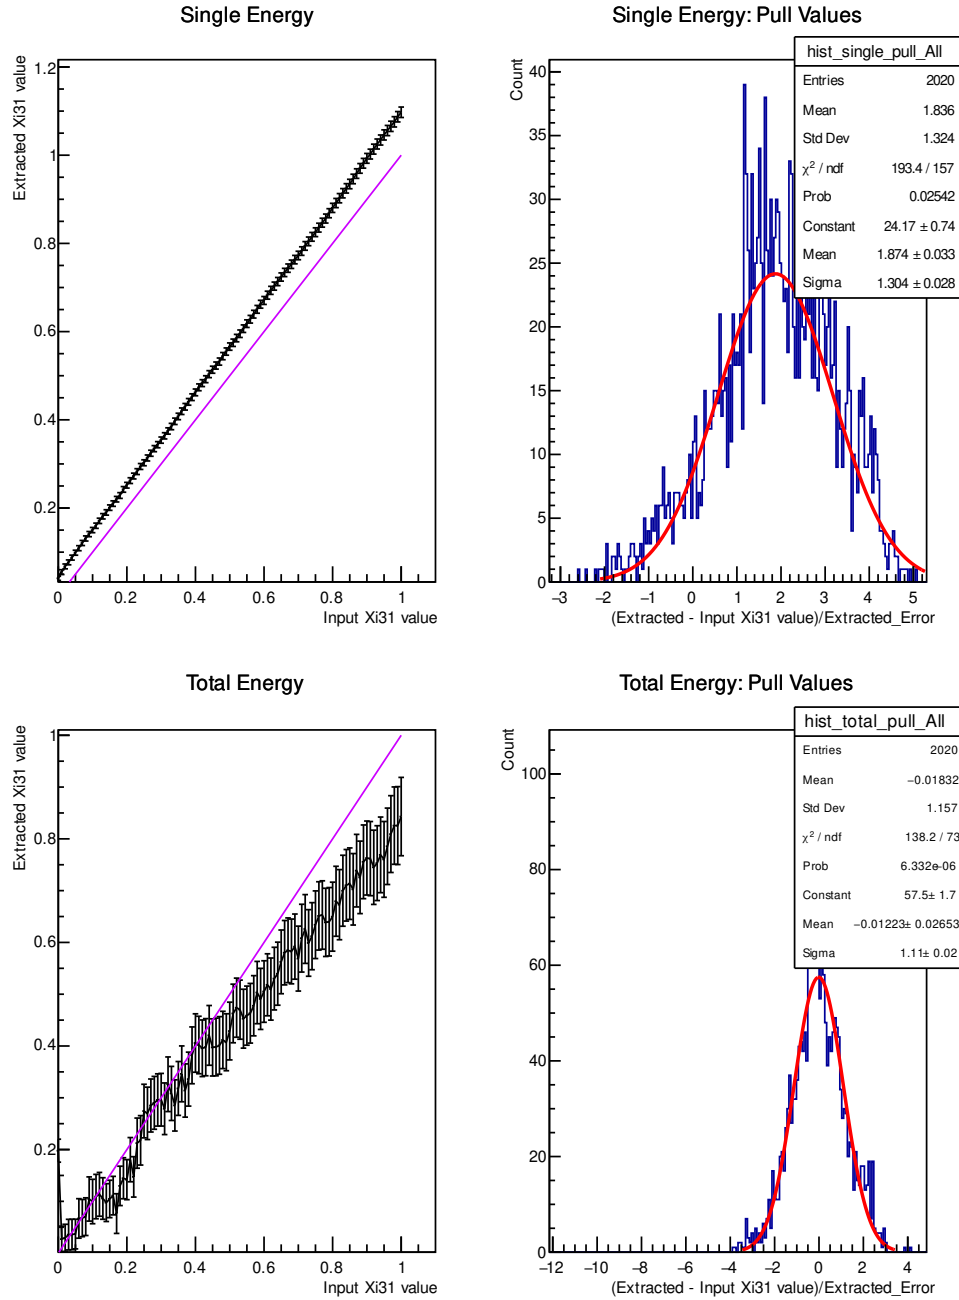 Single Energy
Extracted Xi31 value
1.2
1
0.8
0.6
0.4
0.2
0 0.2 0.4 0.6 0.8 1
Input Xi31 value
Single Energy: Pull Values
Count
40
35
30
25
20
15
10
5
0
−3 −2 −1 0 1 2 3 4 5
(Extracted - Input Xi31 value)/Extracted_Error
hist_single_pull_All
Entries 2020
Mean 1.836
Std Dev 1.324
χ² / ndf 193.4 / 157
Prob 0.02542
Constant 24.17 ± 0.74
Mean 1.874 ± 0.033
Sigma 1.304 ± 0.028
Total Energy
Extracted Xi31 value
1
0.8
0.6
0.4
0.2
0 0.2 0.4 0.6 0.8 1
Input Xi31 value
Total Energy: Pull Values
Count
100
80
60
40
20
0
−12 −10 −8 −6 −4 −2 0 2 4
(Extracted - Input Xi31 value)/Extracted_Error
hist_total_pull_All
Entries 2020
Mean −0.01832
Std Dev 1.157
χ² / ndf 138.2 / 73
Prob 6.332e-06
Constant 57.5 ± 1.7
Mean −0.01223 ± 0.02653
Sigma 1.11 ± 0.02